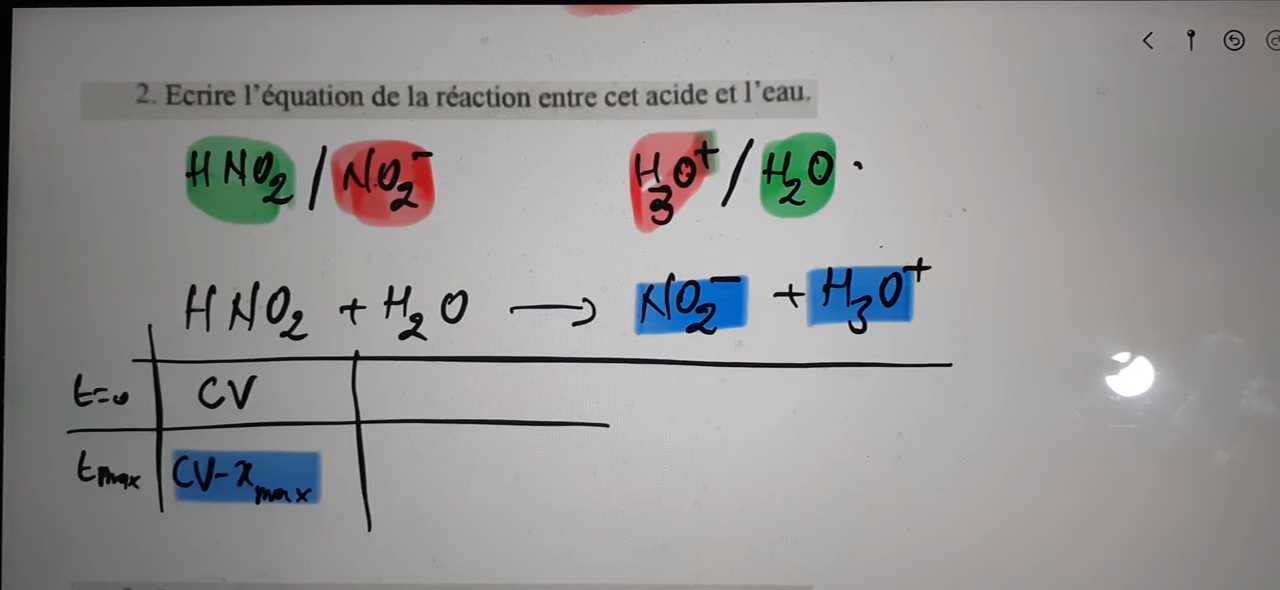 2. Ecrire l'équation de la réaction entre cet acide et l'eau.
HNO₂ / NO₂⁻ H₃O⁺ / H₂O .
HNO₂ + H₂O → NO₂⁻ + H₃O⁺
t=0 CV
tmax CV-xmax